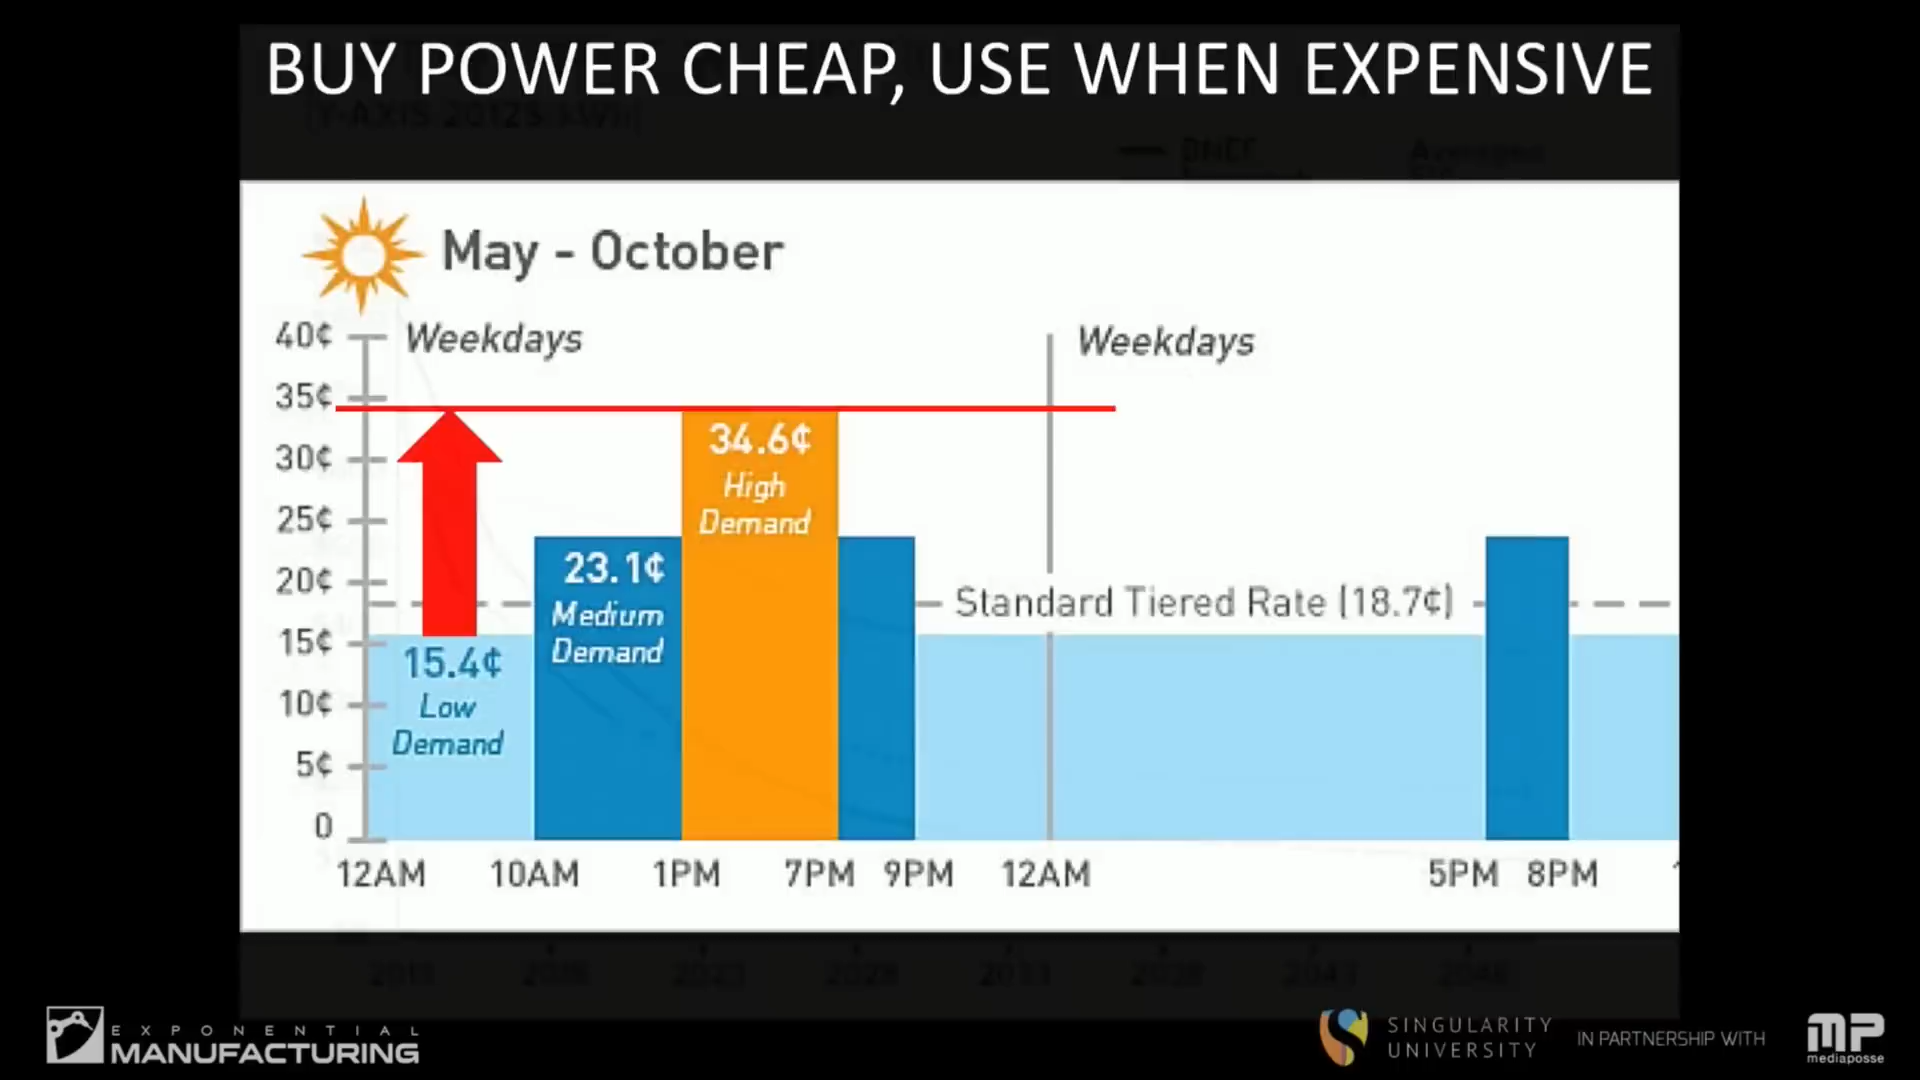 BUY POWER CHEAP, USE WHEN EXPENSIVE
May - October
Weekdays
Weekdays
40¢
35¢
30¢
25¢
20¢
15¢
10¢
5¢
0
34.6¢
High
Demand
23.1¢
Medium
Demand
Standard Tiered Rate (18.7¢)
15.4¢
Low
Demand
12AM 10AM 1PM 7PM 9PM 12AM 5PM 8PM
EXPONENTIAL
MANUFACTURING
SINGULARITY
UNIVERSITY
IN PARTNERSHIP WITH
MP
mediaposse